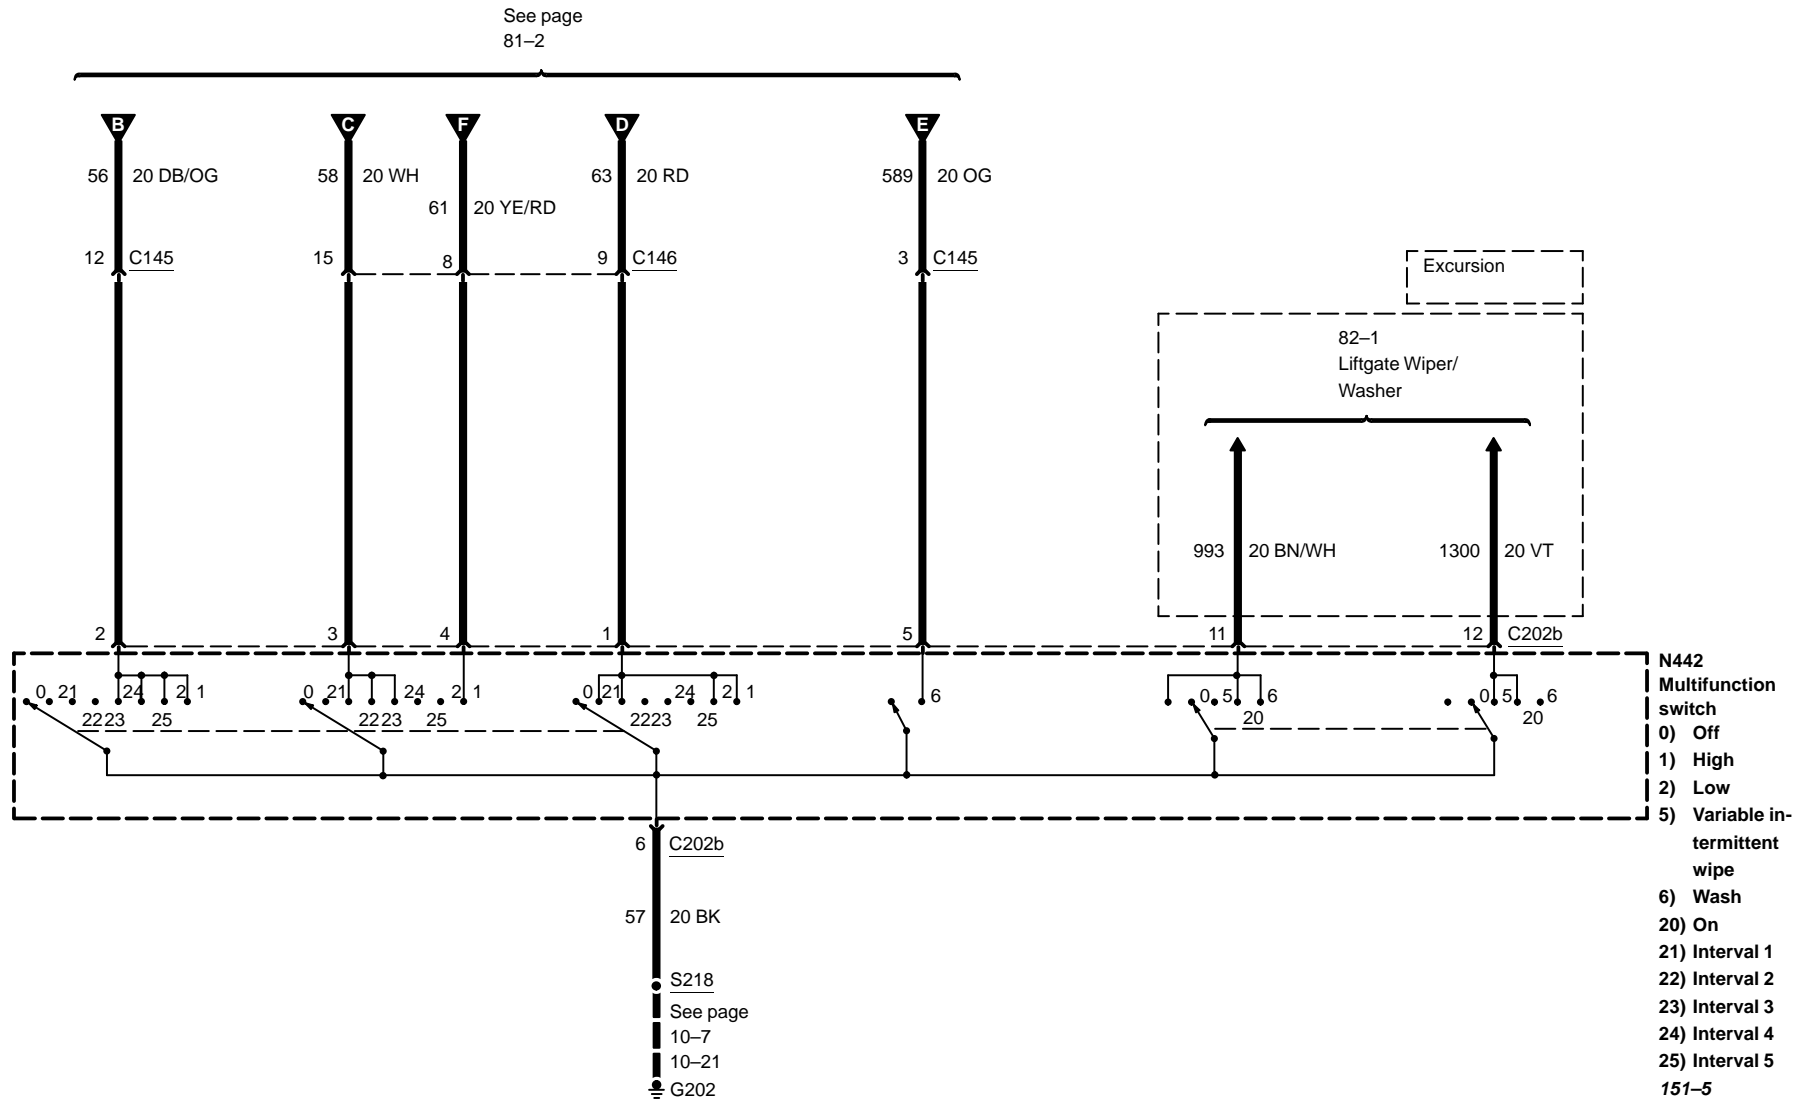 See page
81–2
B C F D E
56 20 DB/OG 58 20 WH 63 20 RD 589 20 OG
61 20 YE/RD
12 C145 15 8 9 C146 3 C145
Excursion
82–1
Liftgate Wiper/
Washer
993 20 BN/WH 1300 20 VT
2 3 4 1 5 11 12 C202b
0 21 24 2 1 0 21 24 2 1 0 21 24 2 1 6 0 5 6 0 5 6
22 23 25 22 23 25 22 23 25 20 20
N442
Multifunction
switch
0) Off
1) High
2) Low
5) Variable in-
termittent
wipe
6) Wash
20) On
21) Interval 1
22) Interval 2
23) Interval 3
24) Interval 4
25) Interval 5
151–5
6 C202b
57 20 BK
S218
See page
10–7
10–21
G202